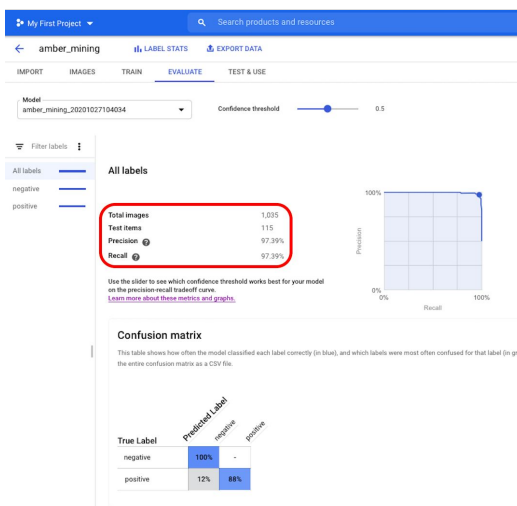 My First Project
Search products and resources
amber_mining
LABEL STATS
EXPORT DATA
IMPORT
IMAGES
TRAIN
EVALUATE
TEST & USE
Model
amber_mining_20201027104034
Confidence threshold
0.5
Filter labels
All labels
negative
positive
All labels
Total images 1,035
Test items 115
Precision ? 97.39%
Recall ? 97.39%
Use the slider to see which confidence threshold works best for your model
on the precision-recall tradeoff curve.
Learn more about these metrics and graphs.
100%
Precision
0%
0%
100%
Recall
Confusion matrix
This table shows how often the model classified each label correctly (in blue), and which labels were most often confused for that label (in gr
the entire confusion matrix as a CSV file.
Predicted Label
negative
positive
True Label
negative 100% -
positive 12% 88%